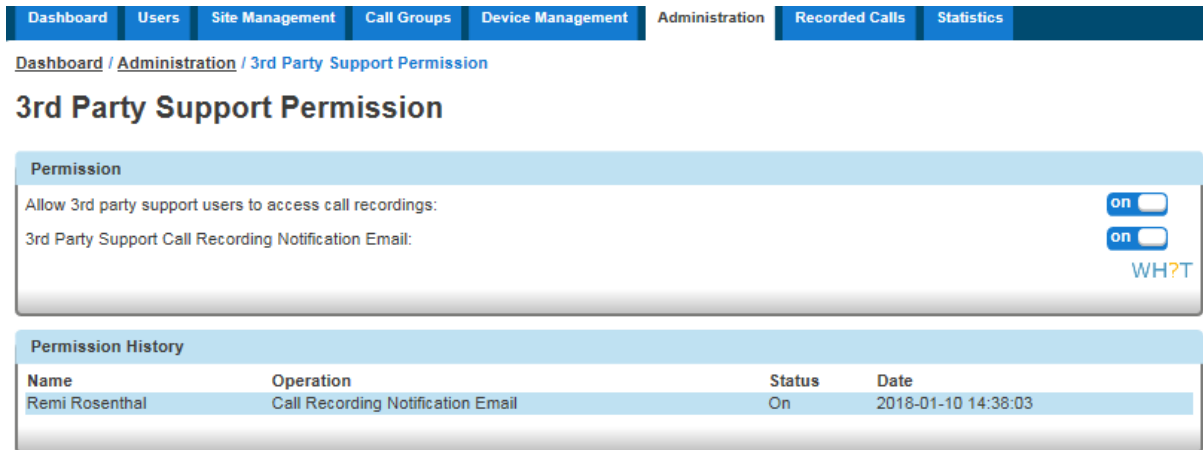 Dashboard Users Site Management Call Groups Device Management Administration Recorded Calls Statistics
Dashboard / Administration / 3rd Party Support Permission
3rd Party Support Permission
Permission
Allow 3rd party support users to access call recordings: on
3rd Party Support Call Recording Notification Email: on
WH?T
Permission History
Name Operation Status Date
Remi Rosenthal Call Recording Notification Email On 2018-01-10 14:38:03